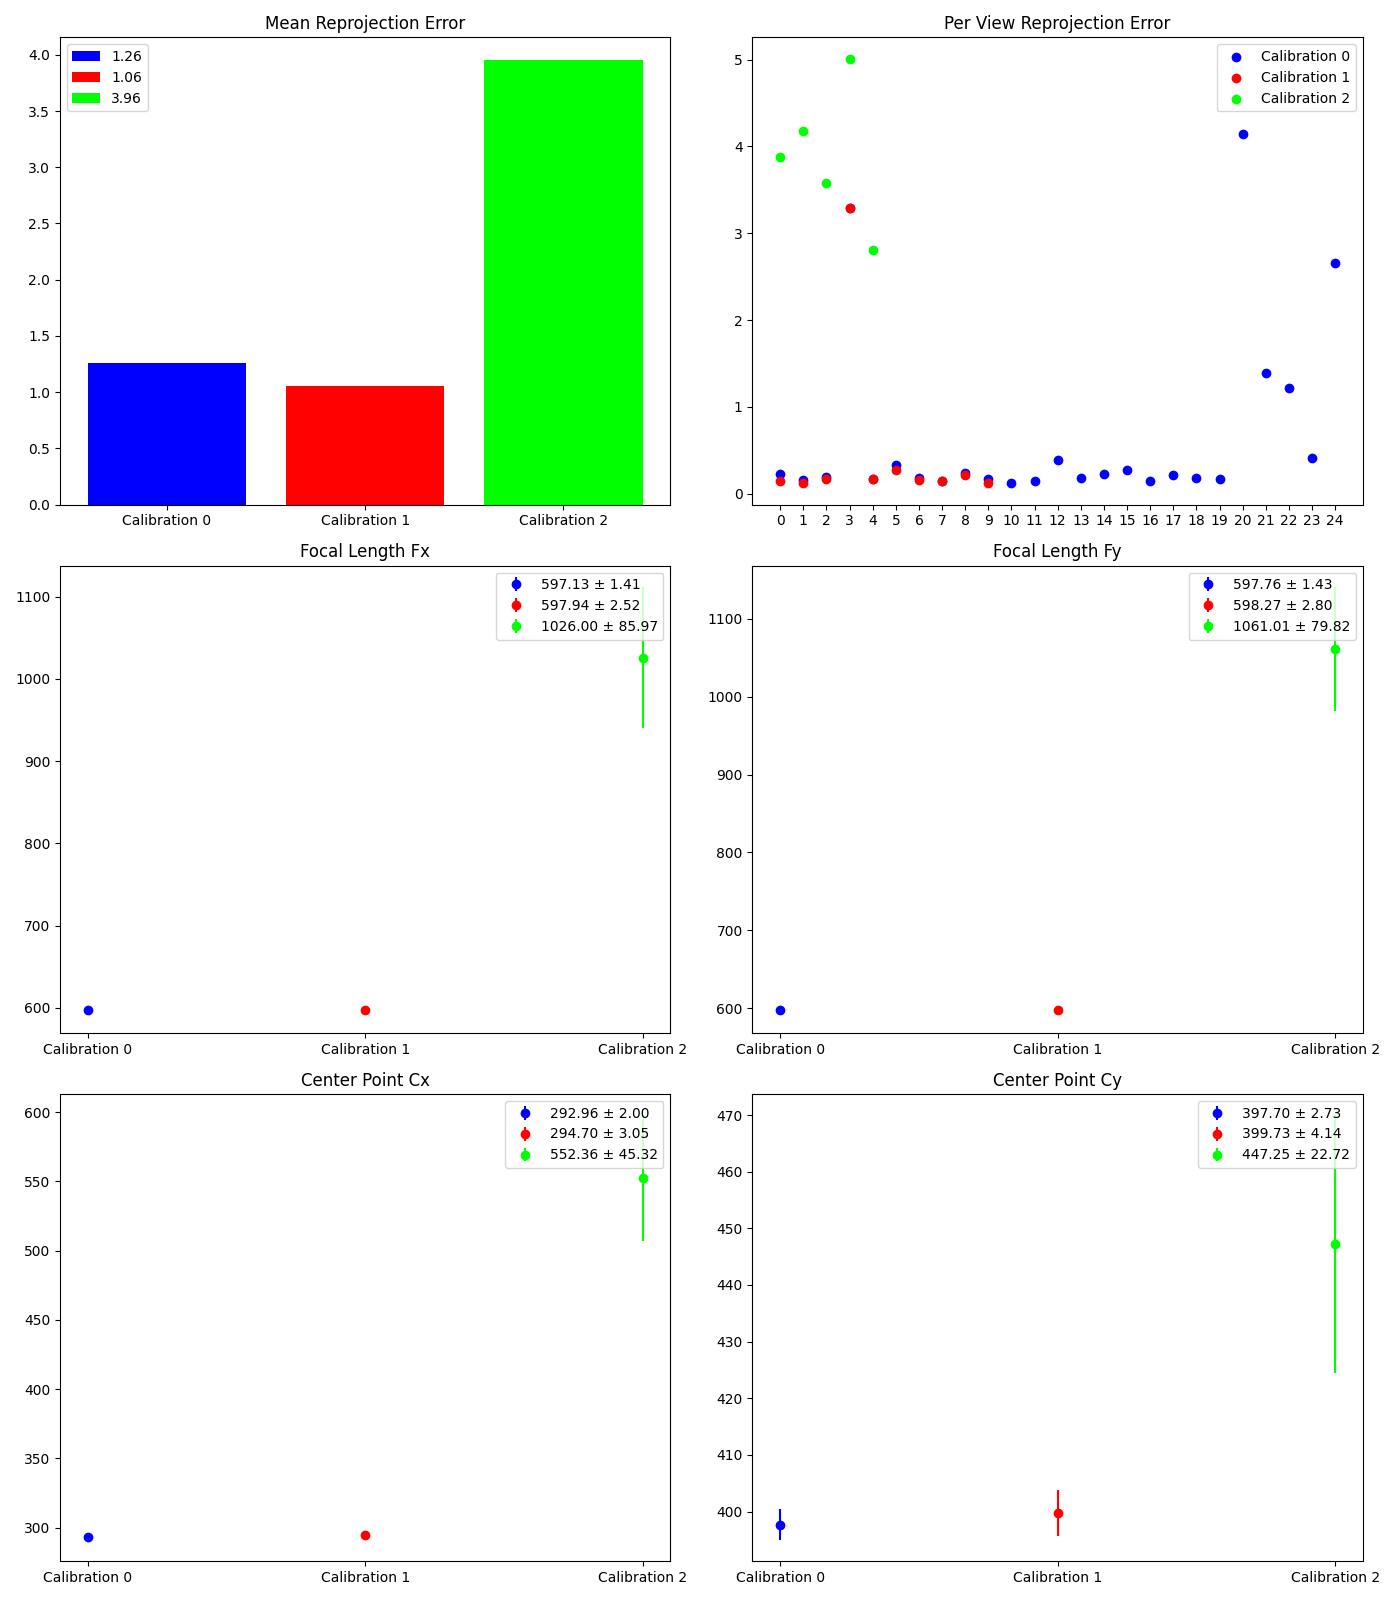 Mean Reprojection Error
4.0
3.5
3.0
2.5
2.0
1.5
1.0
0.5
0.0
1.26
1.06
3.96
Calibration 0 Calibration 1 Calibration 2
Per View Reprojection Error
5
4
3
2
1
0
Calibration 0
Calibration 1
Calibration 2
0 1 2 3 4 5 6 7 8 9 10 11 12 13 14 15 16 17 18 19 20 21 22 23 24
Focal Length Fx
1100
1000
900
800
700
600
597.13 ± 1.41
597.94 ± 2.52
1026.00 ± 85.97
Calibration 0 Calibration 1 Calibration 2
Focal Length Fy
1100
1000
900
800
700
600
597.76 ± 1.43
598.27 ± 2.80
1061.01 ± 79.82
Calibration 0 Calibration 1 Calibration 2
Center Point Cx
600
550
500
450
400
350
300
292.96 ± 2.00
294.70 ± 3.05
552.36 ± 45.32
Calibration 0 Calibration 1 Calibration 2
Center Point Cy
470
460
450
440
430
420
410
400
397.70 ± 2.73
399.73 ± 4.14
447.25 ± 22.72
Calibration 0 Calibration 1 Calibration 2